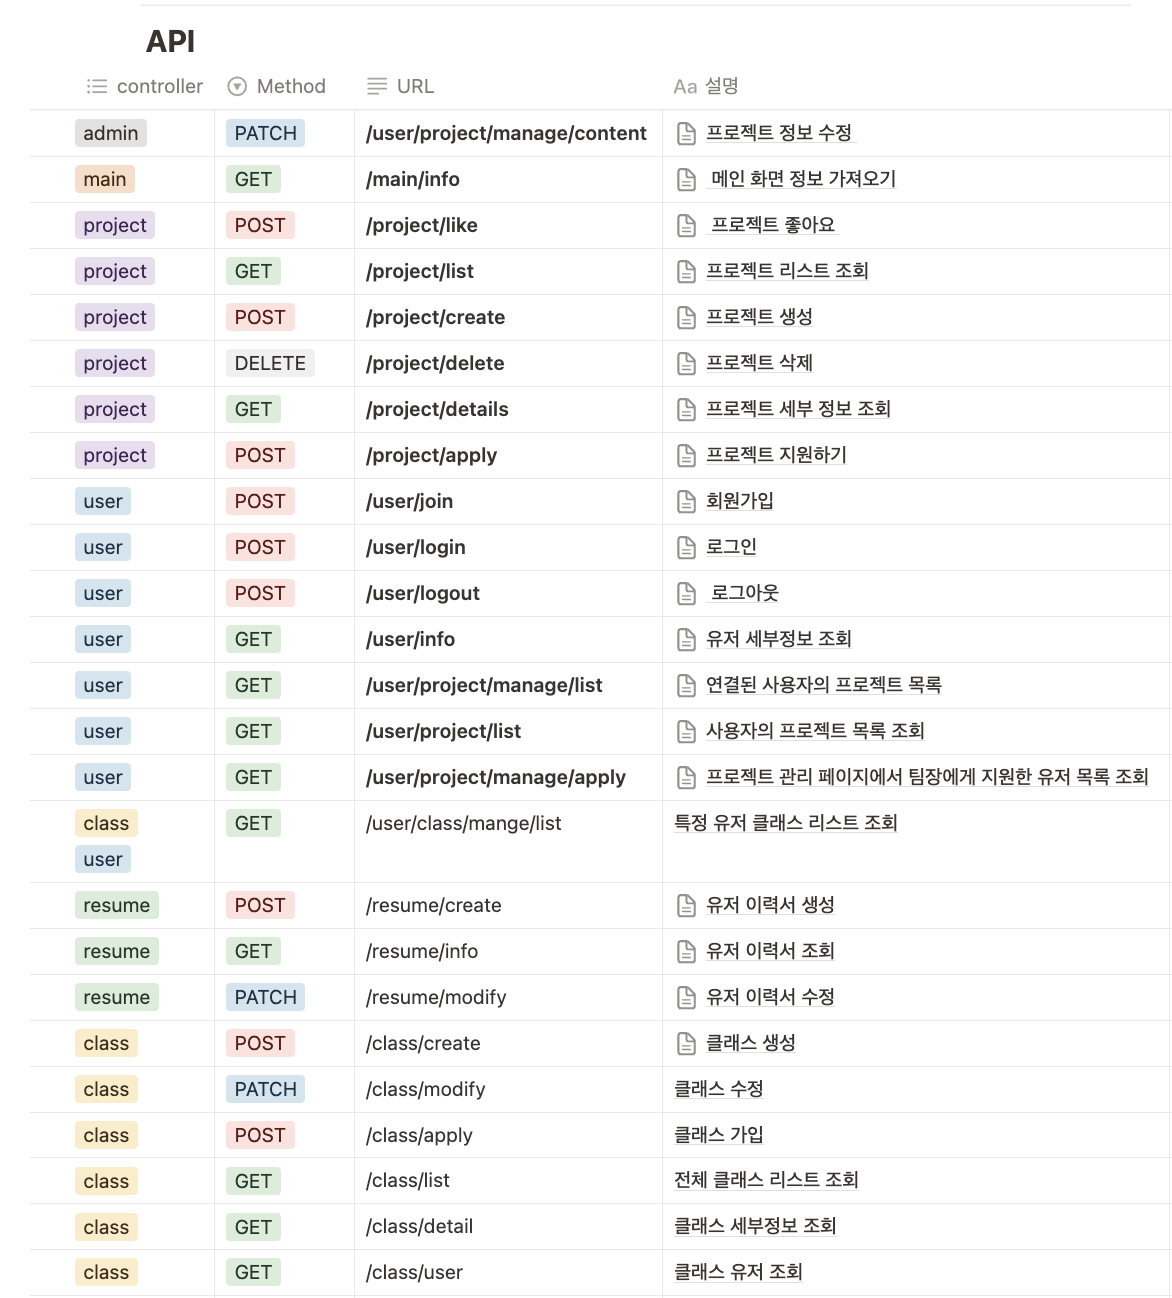 API
controller Method URL Aa 설명
admin PATCH /user/project/manage/content 프로젝트 정보 수정
main GET /main/info 메인 화면 정보 가져오기
project POST /project/like 프로젝트 좋아요
project GET /project/list 프로젝트 리스트 조회
project POST /project/create 프로젝트 생성
project DELETE /project/delete 프로젝트 삭제
project GET /project/details 프로젝트 세부 정보 조회
project POST /project/apply 프로젝트 지원하기
user POST /user/join 회원가입
user POST /user/login 로그인
user POST /user/logout 로그아웃
user GET /user/info 유저 세부정보 조회
user GET /user/project/manage/list 연결된 사용자의 프로젝트 목록
user GET /user/project/list 사용자의 프로젝트 목록 조회
user GET /user/project/manage/apply 프로젝트 관리 페이지에서 팀장에게 지원한 유저 목록 조회
class GET /user/class/mange/list 특정 유저 클래스 리스트 조회
user
resume POST /resume/create 유저 이력서 생성
resume GET /resume/info 유저 이력서 조회
resume PATCH /resume/modify 유저 이력서 수정
class POST /class/create 클래스 생성
class PATCH /class/modify 클래스 수정
class POST /class/apply 클래스 가입
class GET /class/list 전체 클래스 리스트 조회
class GET /class/detail 클래스 세부정보 조회
class GET /class/user 클래스 유저 조회